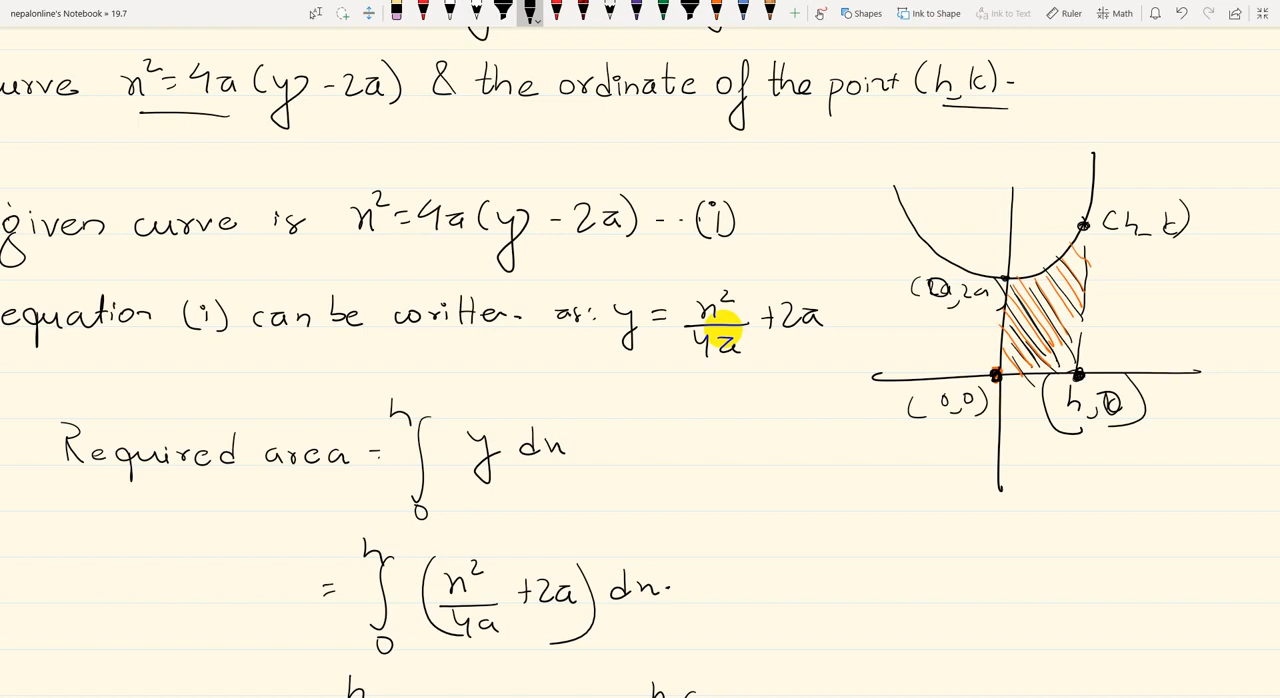 nepalonline's Notebook » 19.7
Shapes Ink to Shape Ink to Text Ruler Math
urve x² = 4a (y - 2a) & the ordinate of the point (h, k) -
given curve is x² = 4a (y - 2a) - - (i)
equation (i) can be written as: y = x²/4a + 2a
Required area = ∫₀ʰ y dx
= ∫₀ʰ (x²/4a + 2a) dx.
(h, k)
(0, 2a)
(0,0)
(h, 0)